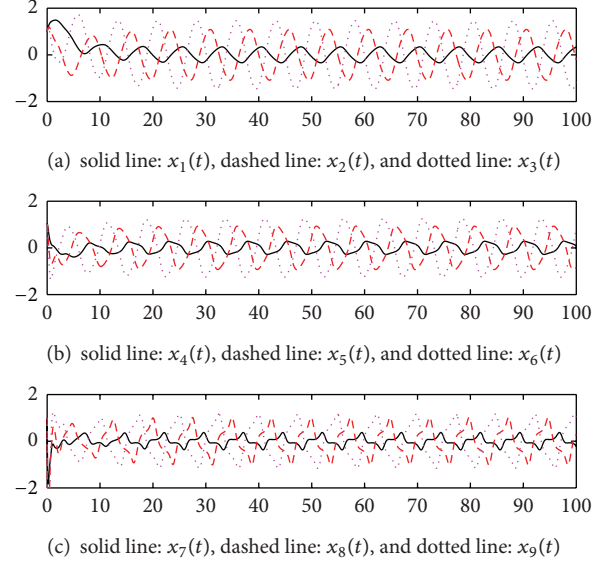 2
0
−2
0 10 20 30 40 50 60 70 80 90 100
(a) solid line: x₁(t), dashed line: x₂(t), and dotted line: x₃(t)
2
0
−2
0 10 20 30 40 50 60 70 80 90 100
(b) solid line: x₄(t), dashed line: x₅(t), and dotted line: x₆(t)
2
0
−2
0 10 20 30 40 50 60 70 80 90 100
(c) solid line: x₇(t), dashed line: x₈(t), and dotted line: x₉(t)